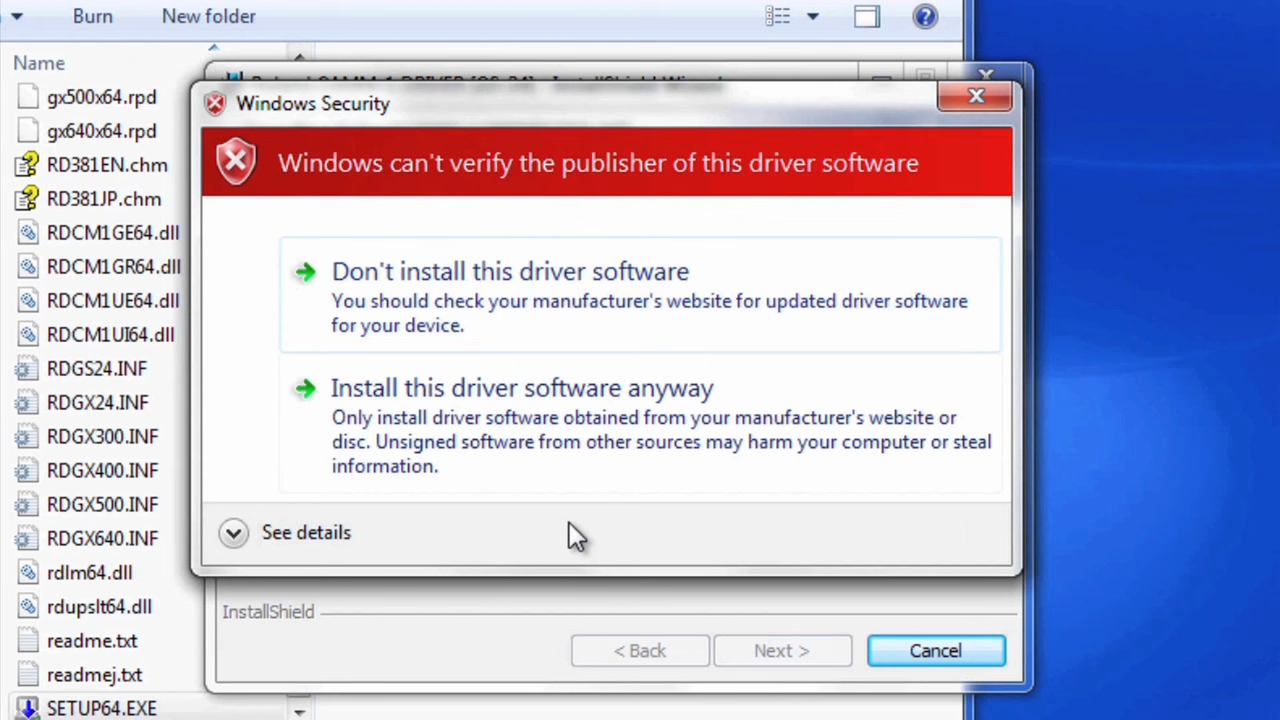 Burn
New folder
Name
gx500x64.rpd
gx640x64.rpd
RD381EN.chm
RD381JP.chm
RDCM1GE64.dll
RDCM1GR64.dll
RDCM1UE64.dll
RDCM1UI64.dll
RDGS24.INF
RDGX24.INF
RDGX300.INF
RDGX400.INF
RDGX500.INF
RDGX640.INF
rdlm64.dll
rdupslt64.dll
readme.txt
readmej.txt
SETUP64.EXE
Windows Security
Windows can't verify the publisher of this driver software
Don't install this driver software
You should check your manufacturer's website for updated driver software
for your device.
Install this driver software anyway
Only install driver software obtained from your manufacturer's website or
disc. Unsigned software from other sources may harm your computer or steal
information.
See details
InstallShield
< Back
Next >
Cancel